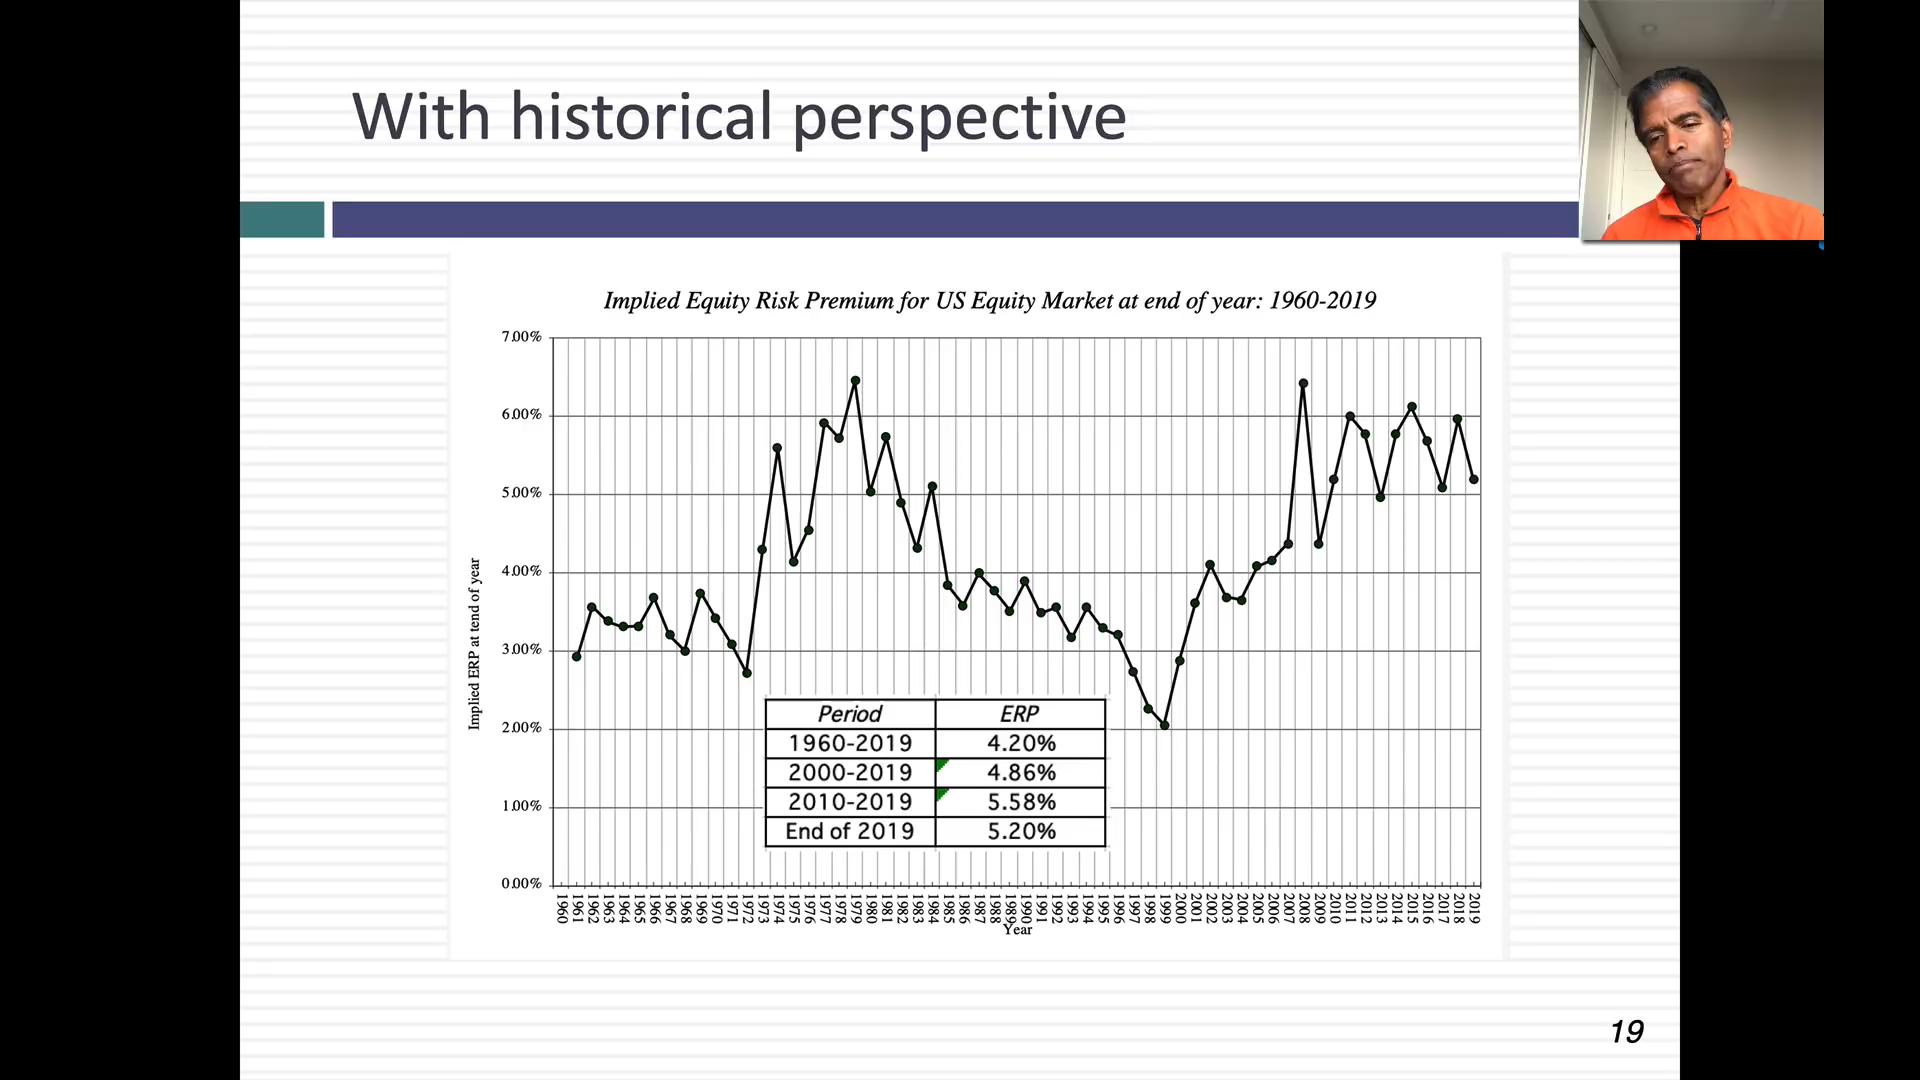 With historical perspective
Implied Equity Risk Premium for US Equity Market at end of year: 1960-2019
7.00%
6.00%
5.00%
4.00%
3.00%
2.00%
1.00%
0.00%
Implied ERP at tend of year
Period ERP
1960-2019 4.20%
2000-2019 4.86%
2010-2019 5.58%
End of 2019 5.20%
1960 1961 1962 1963 1964 1965 1966 1967 1968 1969 1970 1971 1972 1973 1974 1975 1976 1977 1978 1979 1980 1981 1982 1983 1984 1985 1986 1987 1988 1989 1990 1991 1992 1993 1994 1995 1996 1997 1998 1999 2000 2001 2002 2003 2004 2005 2006 2007 2008 2009 2010 2011 2012 2013 2014 2015 2016 2017 2018 2019
Year
19